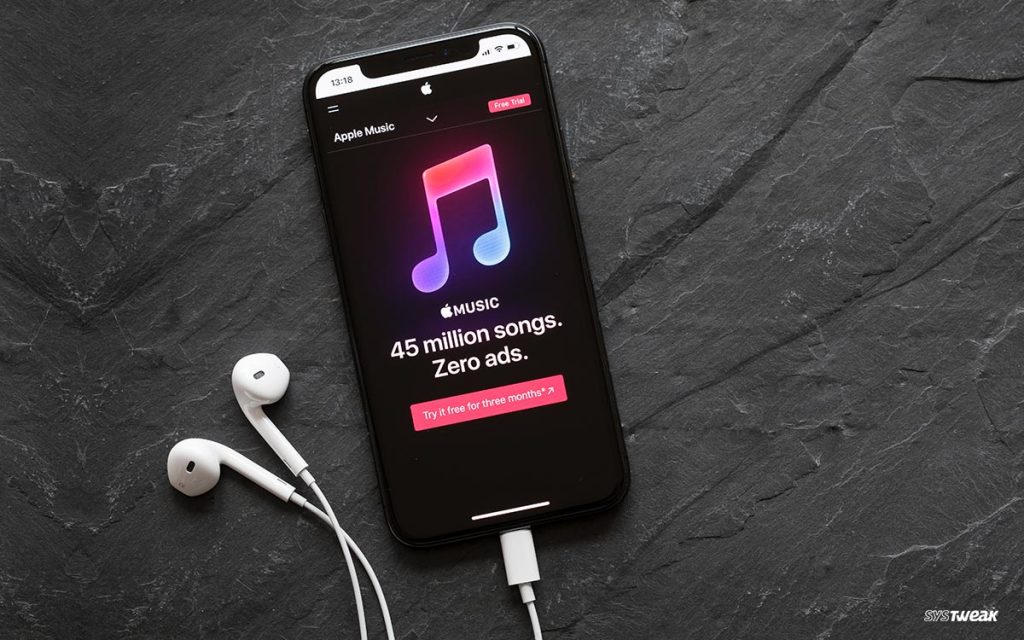 13:18
Free Trial
Apple Music
MUSIC
45 million songs.
Zero ads.
Try it free for three months*↗
SYSTWEAK